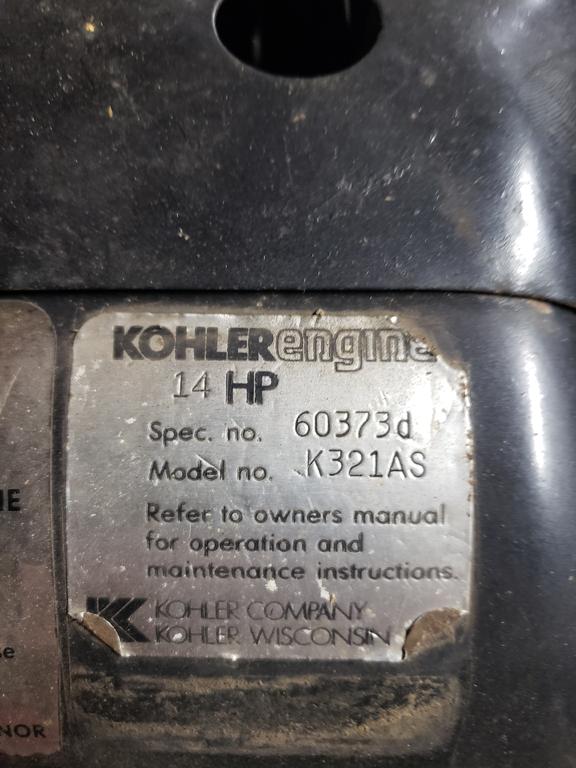 KOHLERengine
14 HP
Spec. no. 60373d
Model no. K321AS
Refer to owners manual
for operation and
maintenance instructions.
KOHLER COMPANY
KOHLER, WISCONSIN